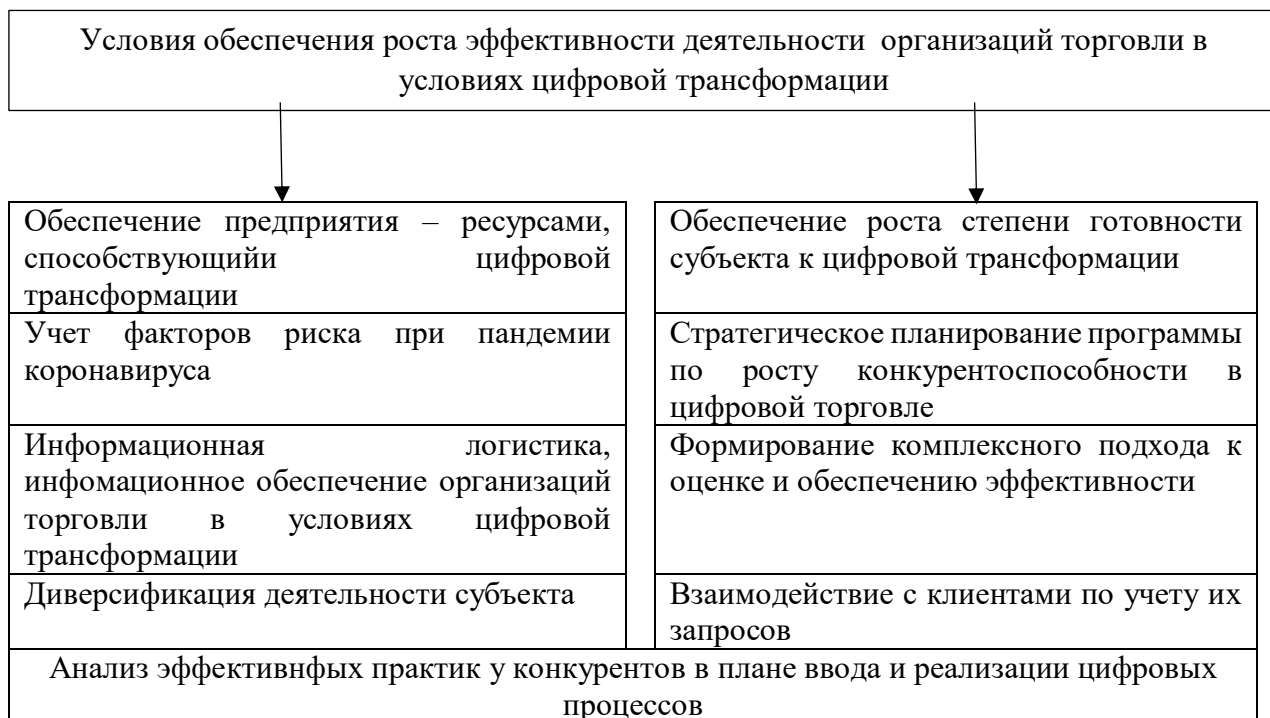 Условия обеспечения роста эффективности деятельности организаций торговли в
условиях цифровой трансформации
Обеспечение предприятия – ресурсами,
способствующийи цифровой
трансформации
Обеспечение роста степени готовности
субъекта к цифровой трансформации
Учет факторов риска при пандемии
коронавируса
Стратегическое планирование программы
по росту конкурентоспособности в
цифровой торговле
Информационная логистика,
инфомационное обеспечение организаций
торговли в условиях цифровой
трансформации
Формирование комплексного подхода к
оценке и обеспечению эффективности
Диверсификация деятельности субъекта
Взаимодействие с клиентами по учету их
запросов
Анализ эффективнфых практик у конкурентов в плане ввода и реализации цифровых
процессов